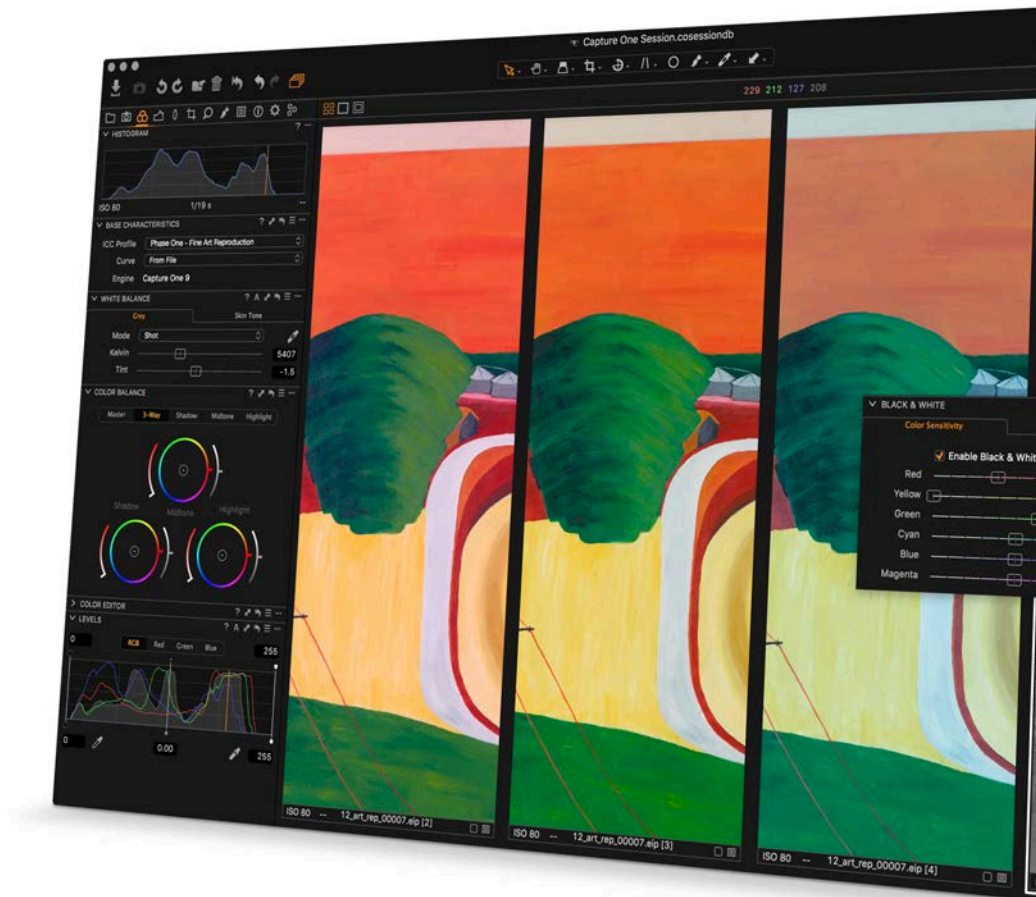 Capture One Session.cosessiondb
229 212 127 208
HISTOGRAM
ISO 80 1/19 s
BASE CHARACTERISTICS
ICC Profile Phase One - Fine Art Reproduction
Curve From File
Engine Capture One 9
WHITE BALANCE
Grey Skin Tone
Mode Shot
Kelvin 5407
Tint -1.5
COLOR BALANCE
Master 3-Way Shadow Midtone Highlight
Shadow Midtone Highlight
COLOR EDITOR
LEVELS
0 RGB Red Green Blue 255
0 0.00 255
ISO 80 -- 12_art_rep_00007.eip [2]
ISO 80 -- 12_art_rep_00007.eip [3]
ISO 80 -- 12_art_rep_00007.eip [4]
BLACK & WHITE
Color Sensitivity
Enable Black & Whit
Red
Yellow
Green
Cyan
Blue
Magenta